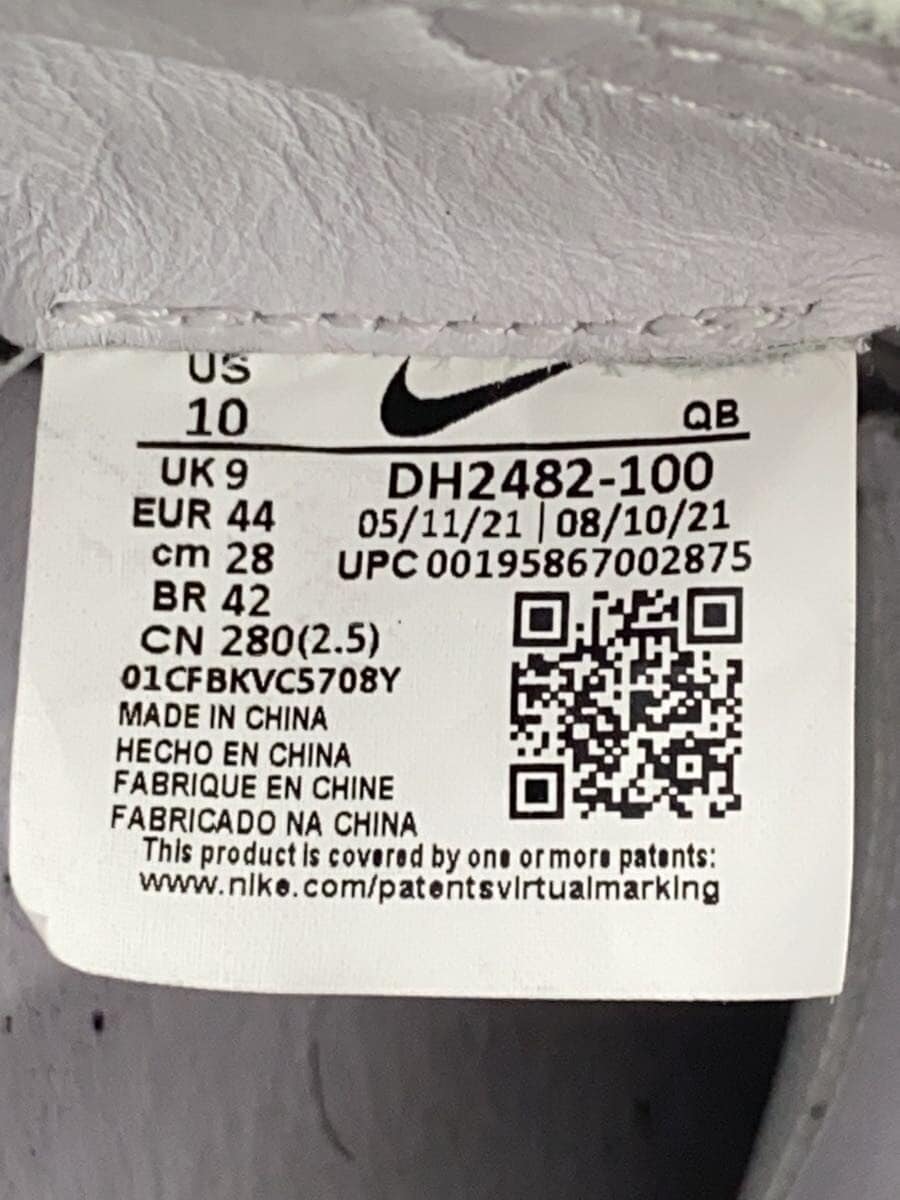 US
10 QB
UK 9 DH2482-100
EUR 44 05/11/21 | 08/10/21
cm 28 UPC 00195867002875
BR 42
CN 280(2.5)
01CFBKVC5708Y
MADE IN CHINA
HECHO EN CHINA
FABRIQUE EN CHINE
FABRICADO NA CHINA
This product is covered by one or more patents:
www.nike.com/patentsvirtualmarking